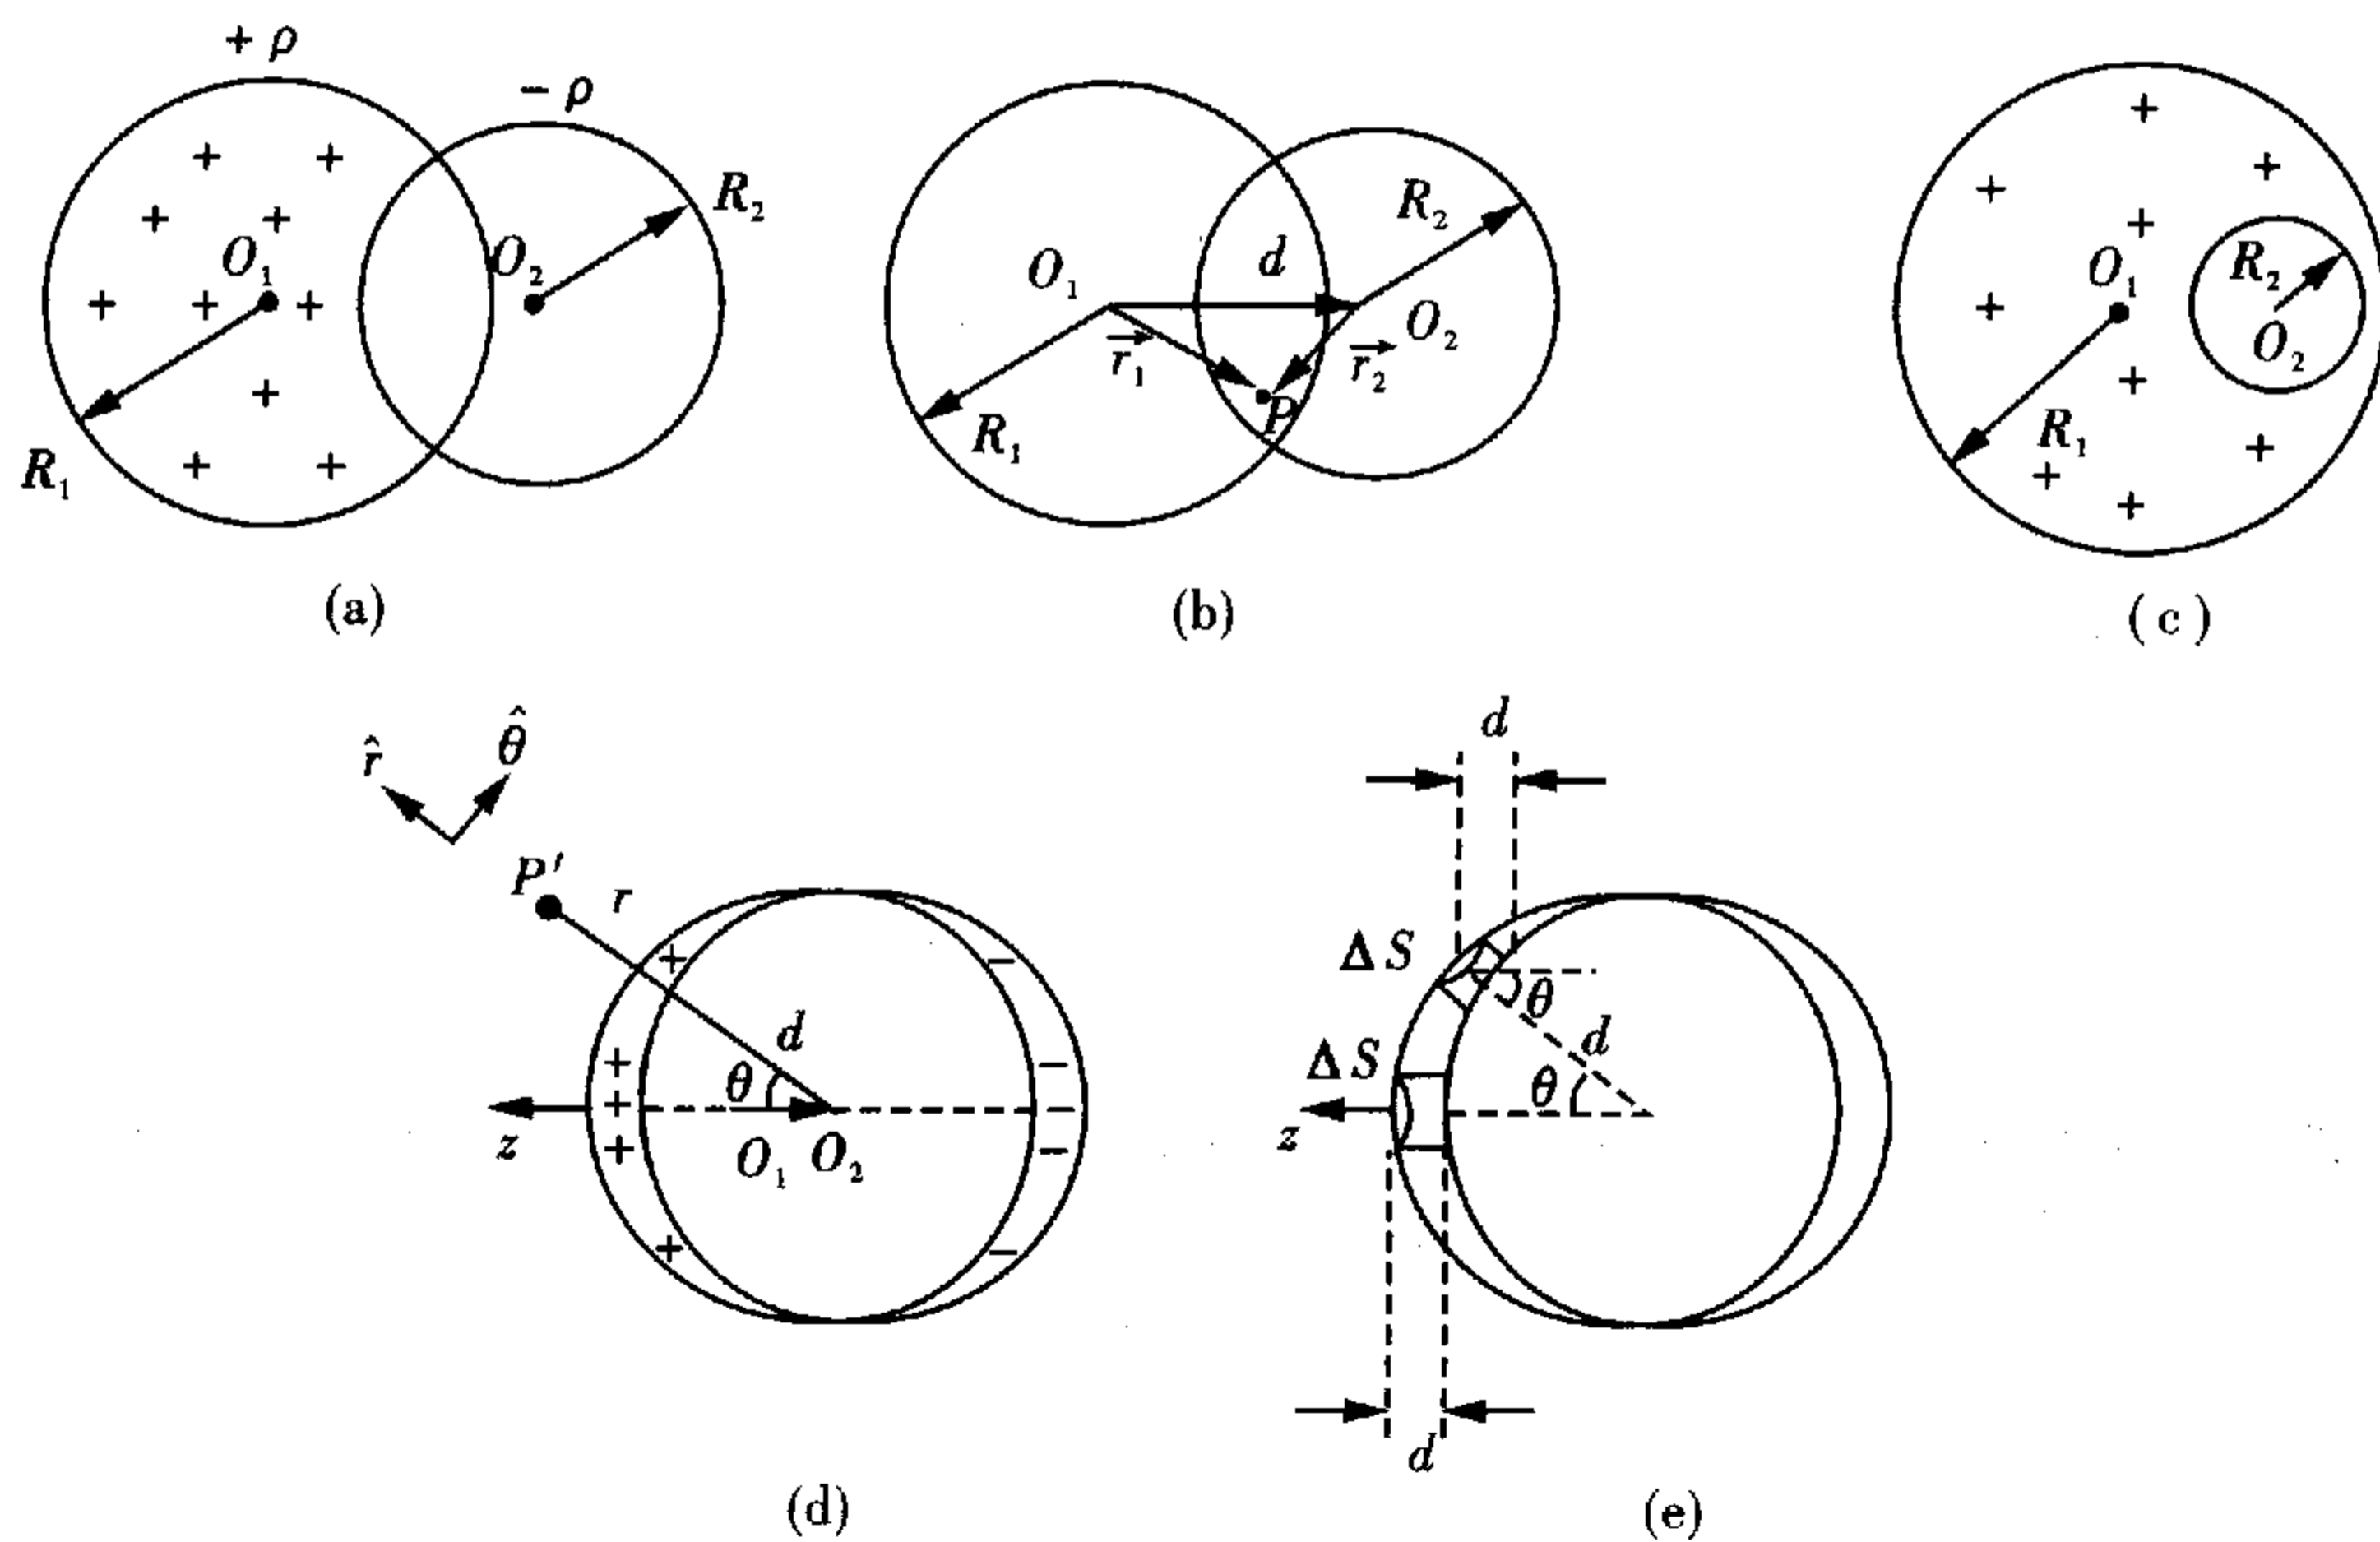 +ρ
−ρ
R₁
O₁
O₂
R₂
(a)
O₁
d
R₂
O₂
r₁
r₂
P
R₁
(b)
O₁
R₂
O₂
R₁
(c)
r̂
θ̂
P′
r
d
θ
z
O₁ O₂
(d)
d
ΔS
θ
d
ΔS
θ
z
d
(e)